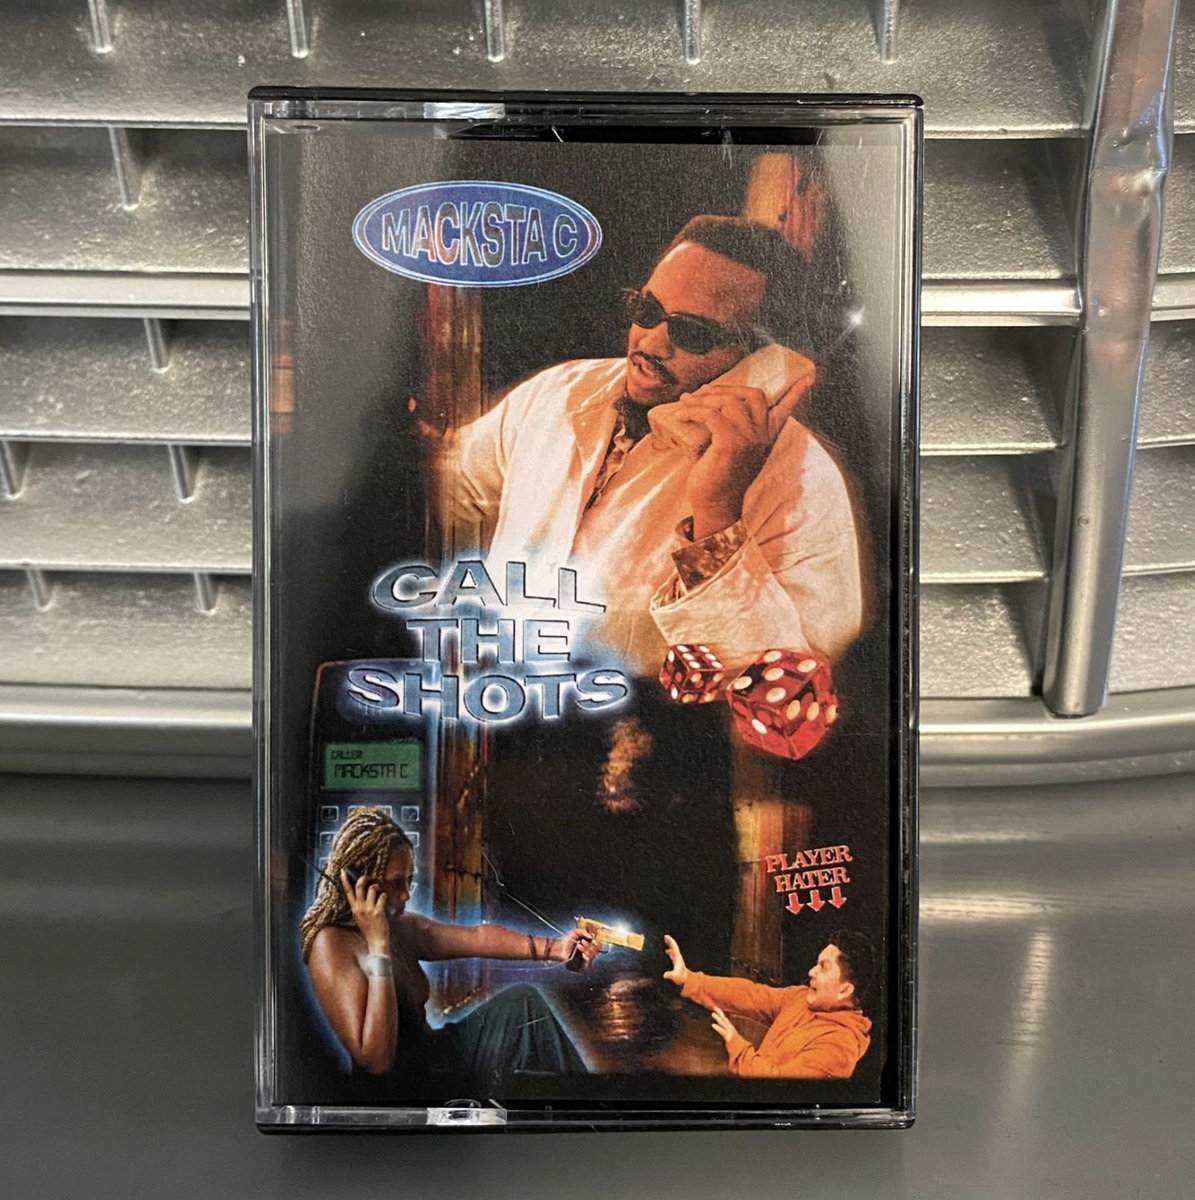 MACKSTA C
CALL
THE
SHOTS
CALLER:
MACKSTA C
PLAYER
HATER